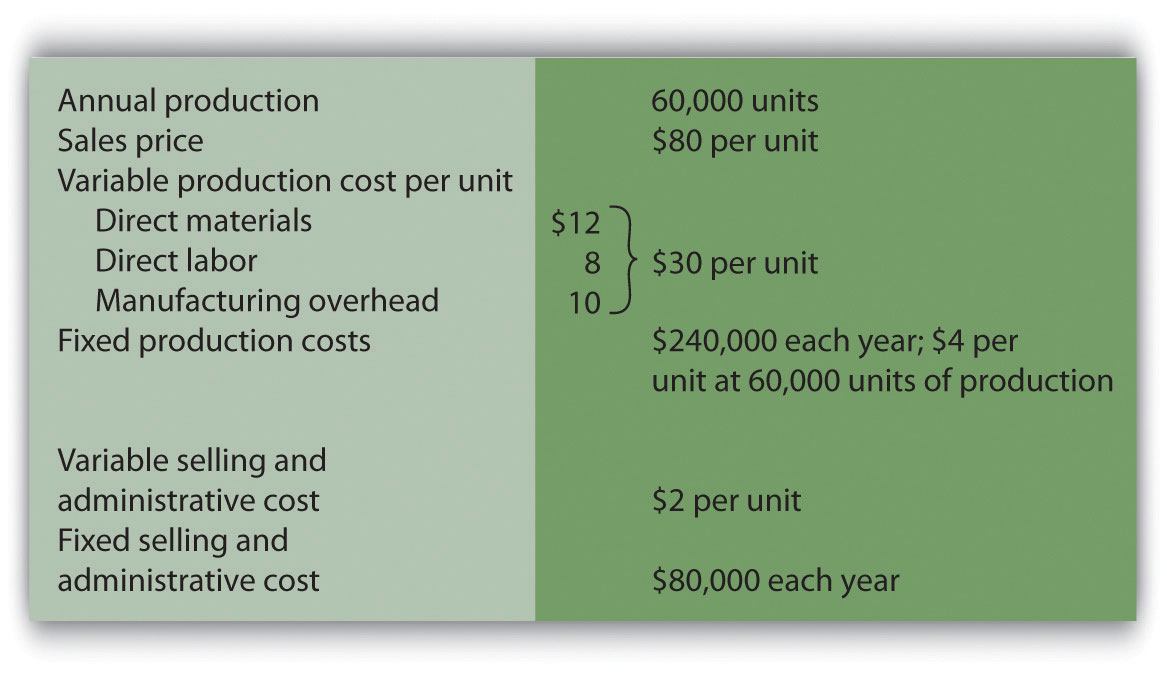 Annual production 60,000 units
Sales price $80 per unit
Variable production cost per unit
Direct materials $12
Direct labor 8 $30 per unit
Manufacturing overhead 10
Fixed production costs $240,000 each year; $4 per
unit at 60,000 units of production
Variable selling and
administrative cost $2 per unit
Fixed selling and
administrative cost $80,000 each year